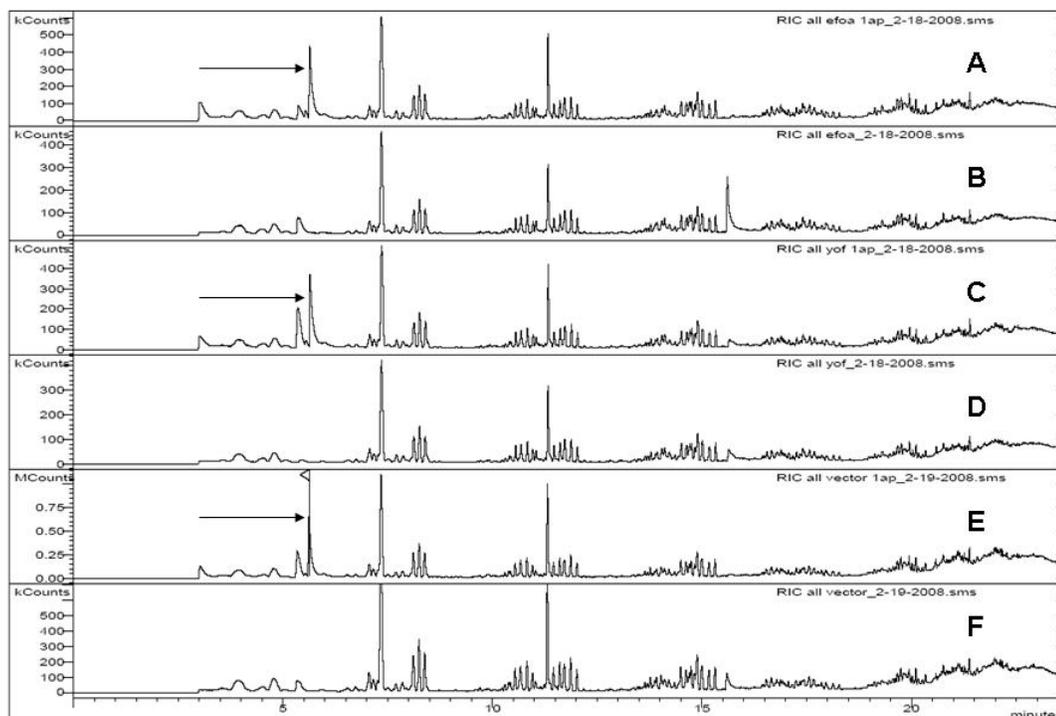 kCounts
RIC all efoa 1ap_2-18-2008.sms
500
400
300
200
100
0
A
kCounts
RIC all efoa_2-18-2008.sms
400
300
200
100
0
B
kCounts
RIC all yof 1ap_2-18-2008.sms
400
300
200
100
0
C
kCounts
RIC all yof_2-18-2008.sms
300
200
100
0
D
MCounts
RIC all vector 1ap_2-19-2008.sms
0.75
0.50
0.25
0.00
E
kCounts
RIC all vector_2-19-2008.sms
500
400
300
200
100
0
F
5
10
15
20
minute